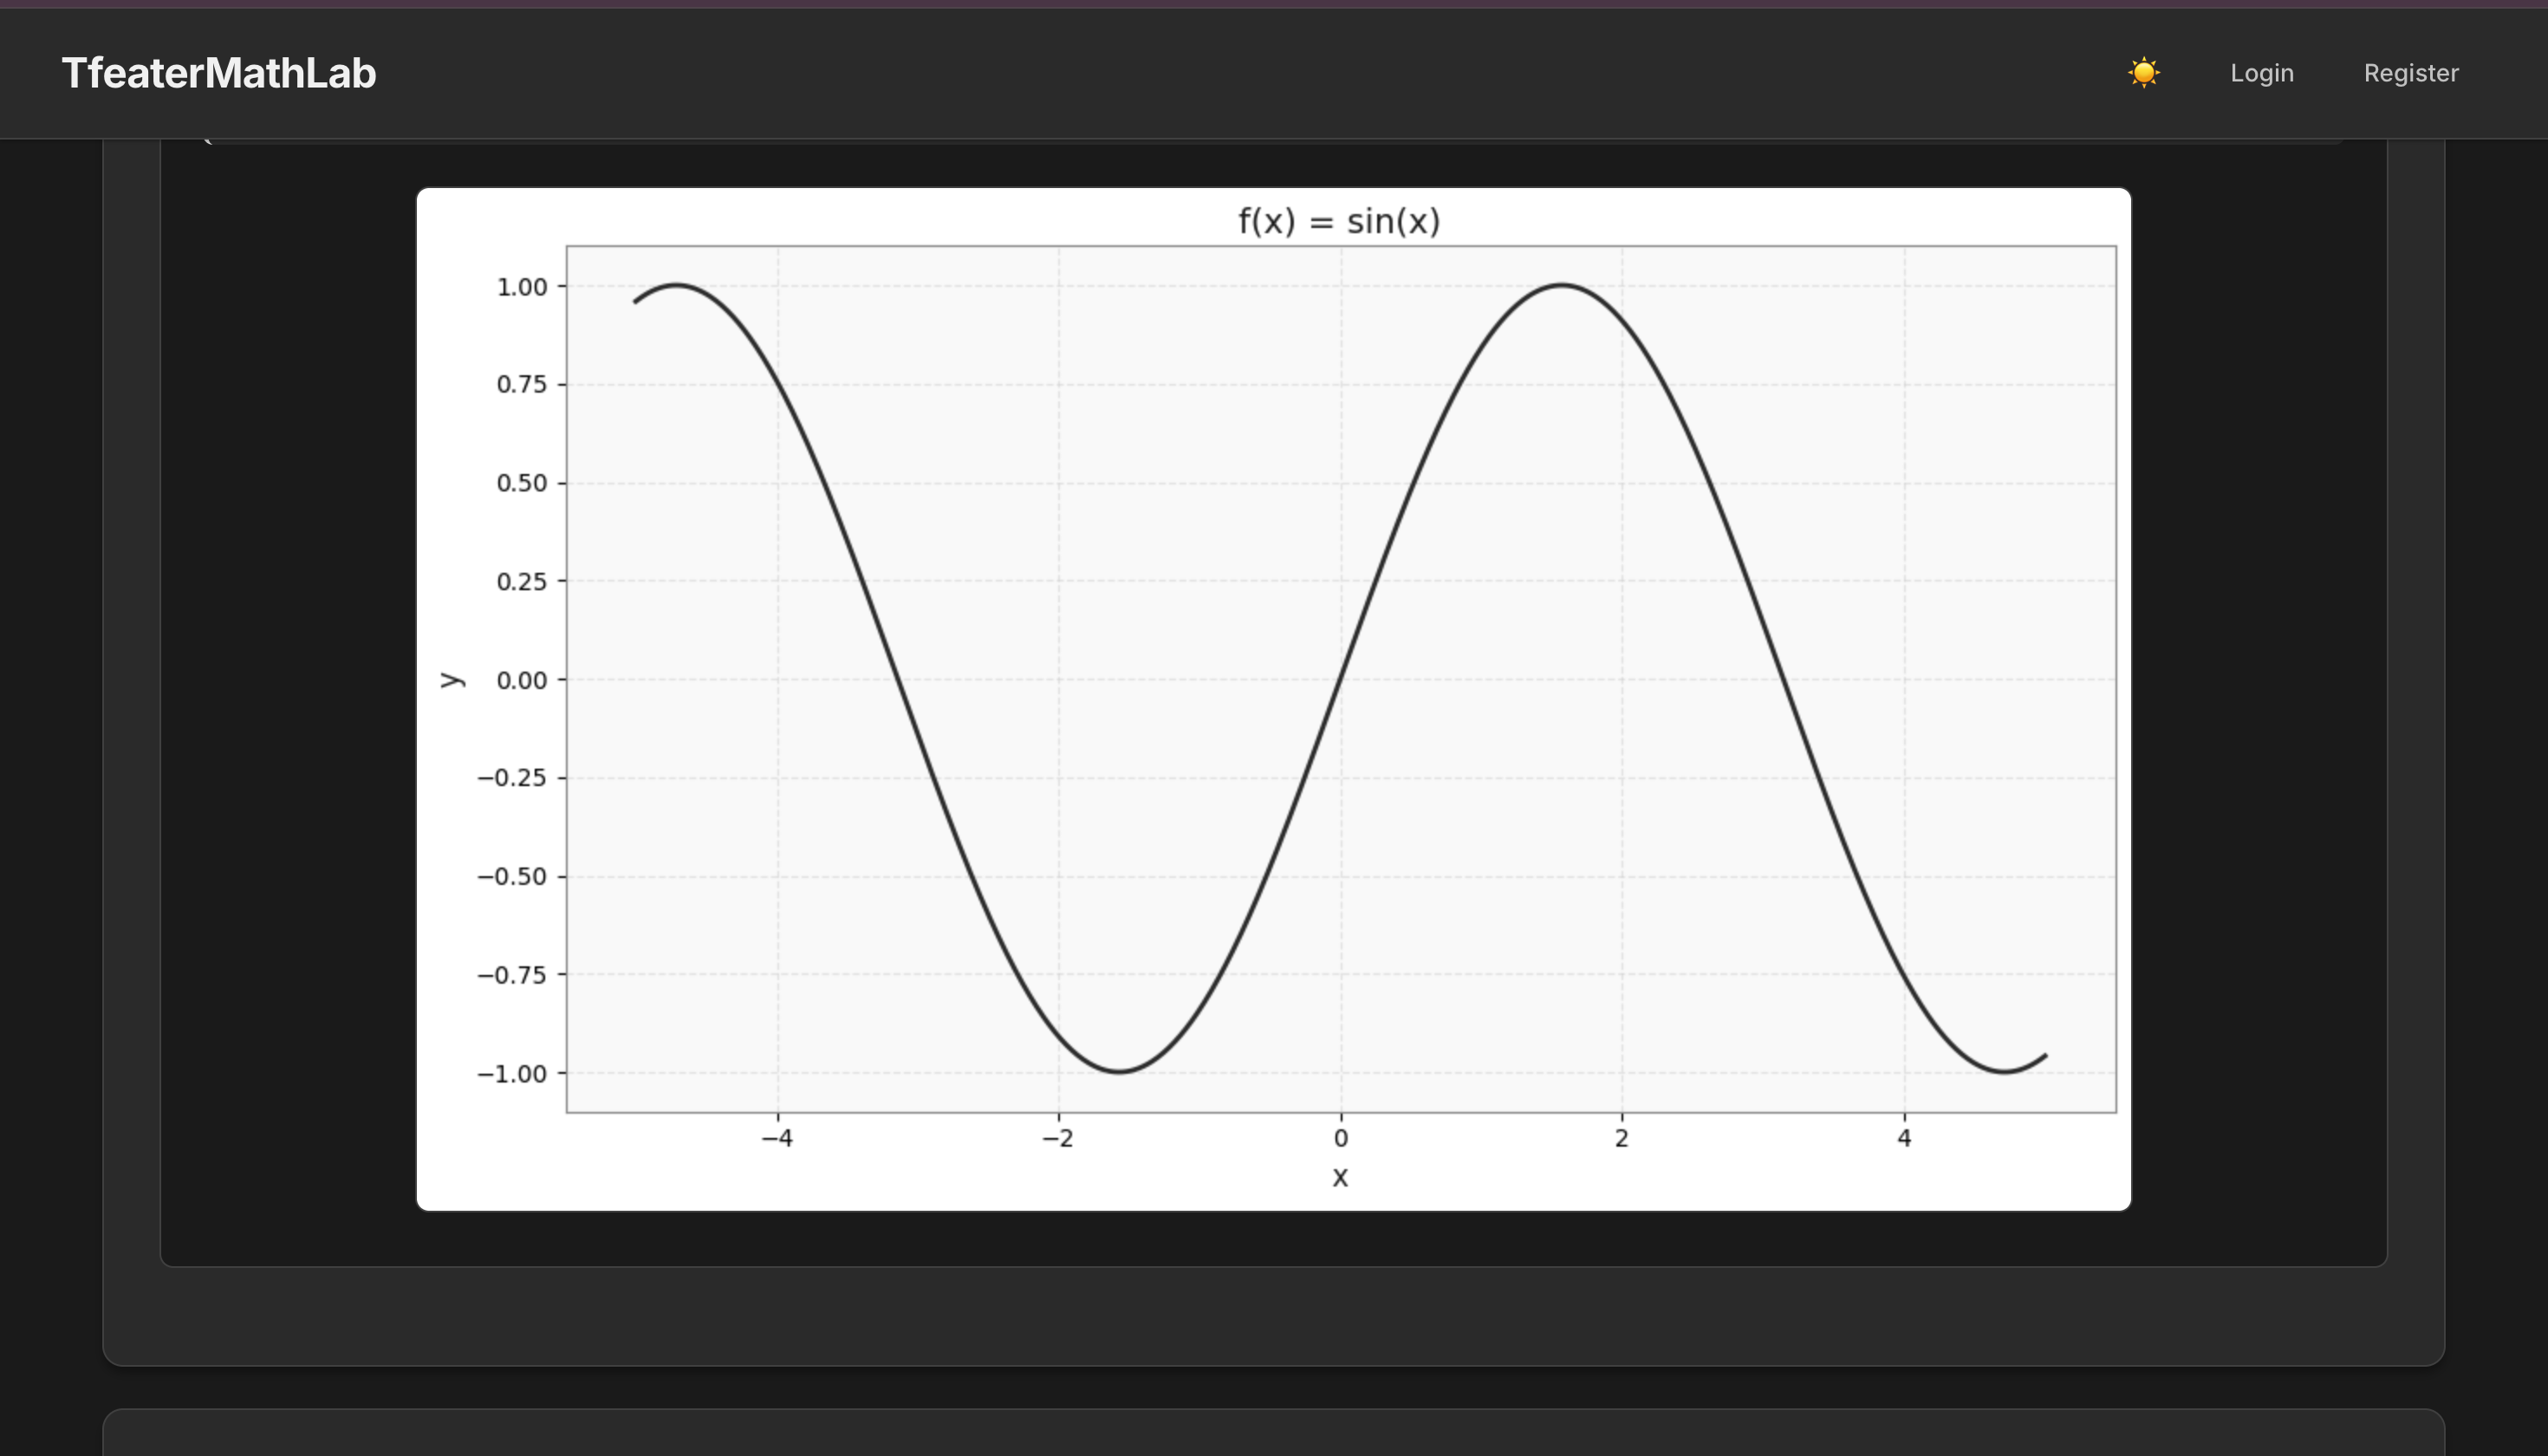 TfeaterMathLab
☀️ Login Register
f(x) = sin(x)
1.00
0.75
0.50
0.25
0.00
−0.25
−0.50
−0.75
−1.00
y
−4 −2 0 2 4
x